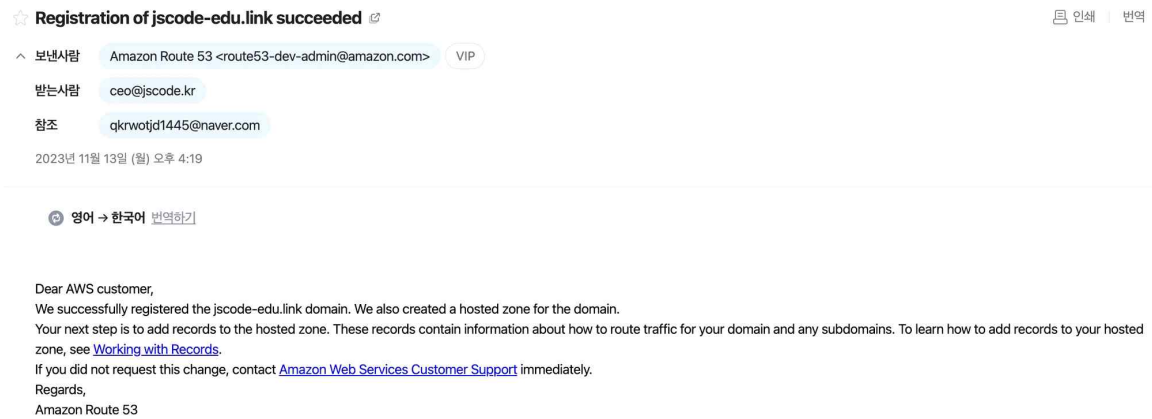 Registration of jscode-edu.link succeeded
인쇄 번역
보낸사람 Amazon Route 53 <route53-dev-admin@amazon.com> VIP
받는사람 ceo@jscode.kr
참조 qkrwotjd1445@naver.com
2023년 11월 13일 (월) 오후 4:19
영어 → 한국어 번역하기
Dear AWS customer,
We successfully registered the jscode-edu.link domain. We also created a hosted zone for the domain.
Your next step is to add records to the hosted zone. These records contain information about how to route traffic for your domain and any subdomains. To learn how to add records to your hosted
zone, see Working with Records.
If you did not request this change, contact Amazon Web Services Customer Support immediately.
Regards,
Amazon Route 53